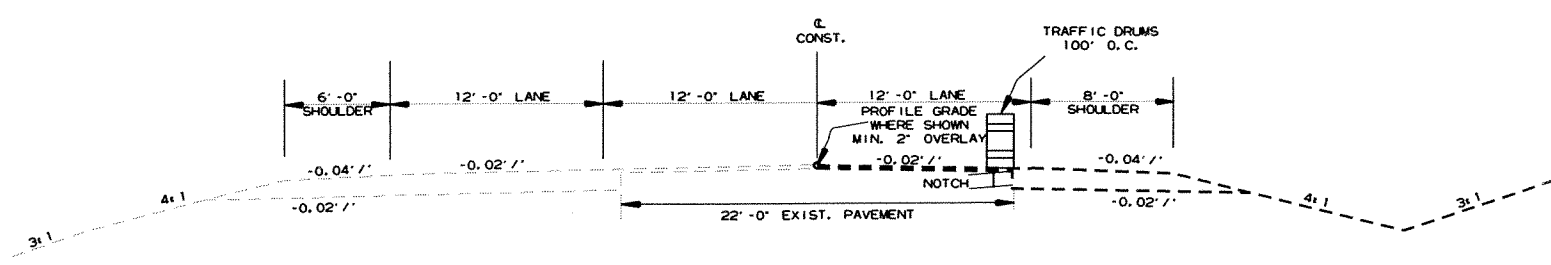 ℄
CONST.
TRAFFIC DRUMS
100' O.C.
6'-0"
SHOULDER
12'-0" LANE
12'-0" LANE
12'-0" LANE
8'-0"
SHOULDER
PROFILE GRADE
WHERE SHOWN
MIN. 2" OVERLAY
-0.04'/'
-0.02'/'
-0.02'/'
-0.04'/'
NOTCH
4:1
-0.02'/'
22'-0" EXIST. PAVEMENT
-0.02'/'
4:1
3:1
3:1